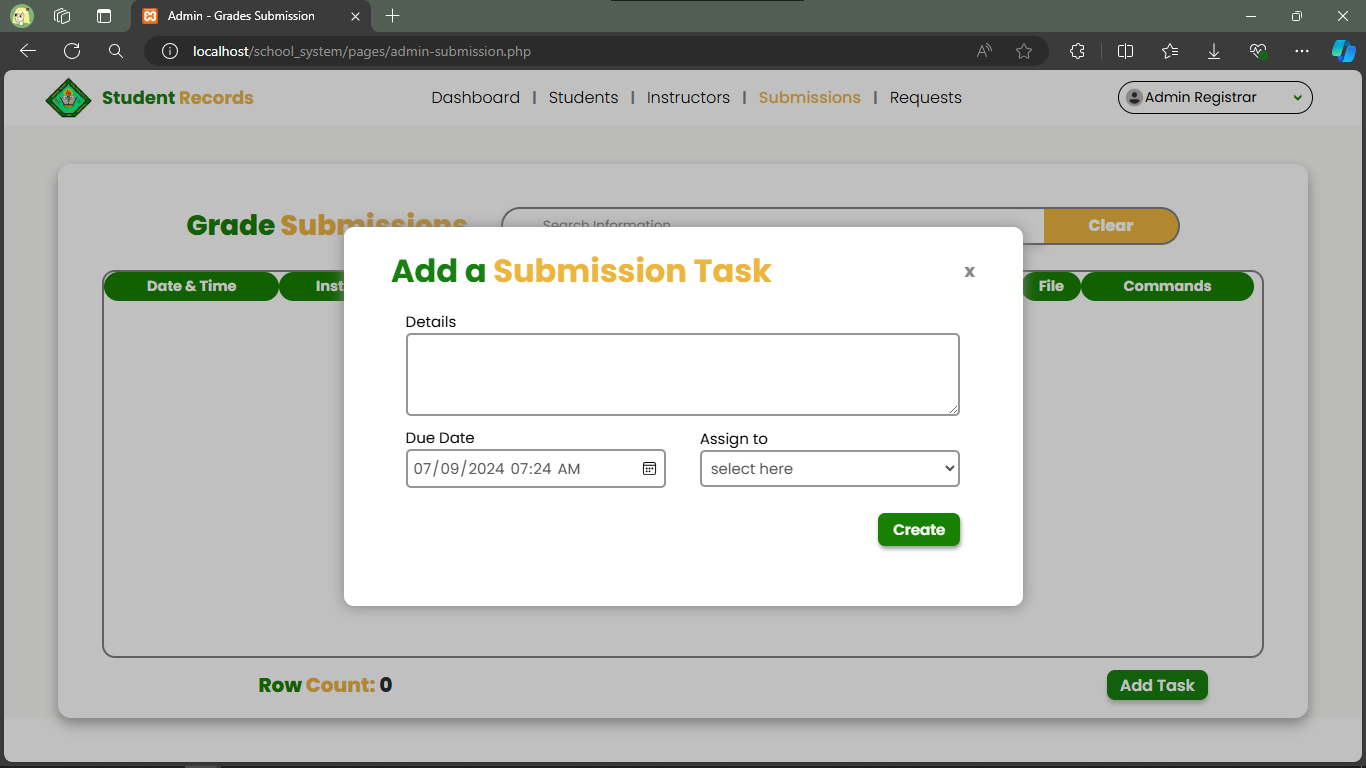 Admin - Grades Submission
localhost/school_system/pages/admin-submission.php
Student Records
Dashboard | Students | Instructors | Submissions | Requests
Admin Registrar
Grade Submissions
Search Information
Clear
Date & Time
Inst
File
Commands
Add a Submission Task
x
Details
Due Date
07/09/2024 07:24 AM
Assign to
select here
Create
Row Count: 0
Add Task